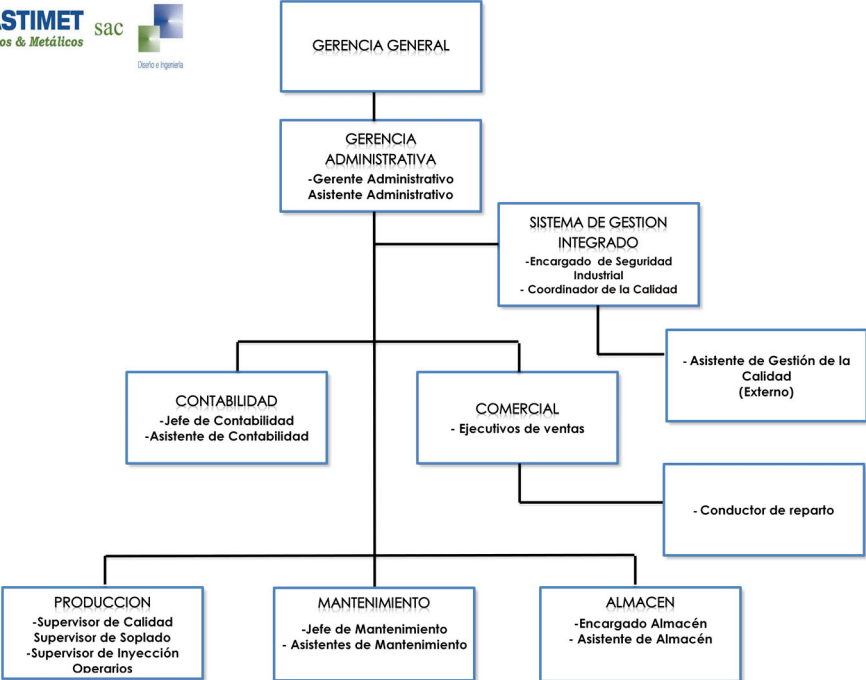 STIMET sac
os & Metálicos
Diseño e Ingeniería
GERENCIA GENERAL
GERENCIA
ADMINISTRATIVA
-Gerente Administrativo
Asistente Administrativo
SISTEMA DE GESTION
INTEGRADO
-Encargado de Seguridad
Industrial
- Coordinador de la Calidad
- Asistente de Gestión de la
Calidad
(Externo)
CONTABILIDAD
-Jefe de Contabilidad
-Asistente de Contabilidad
COMERCIAL
- Ejecutivos de ventas
- Conductor de reparto
PRODUCCION
-Supervisor de Calidad
Supervisor de Soplado
-Supervisor de Inyección
Operarios
MANTENIMIENTO
-Jefe de Mantenimiento
- Asistentes de Mantenimiento
ALMACEN
-Encargado Almacén
- Asistente de Almacén